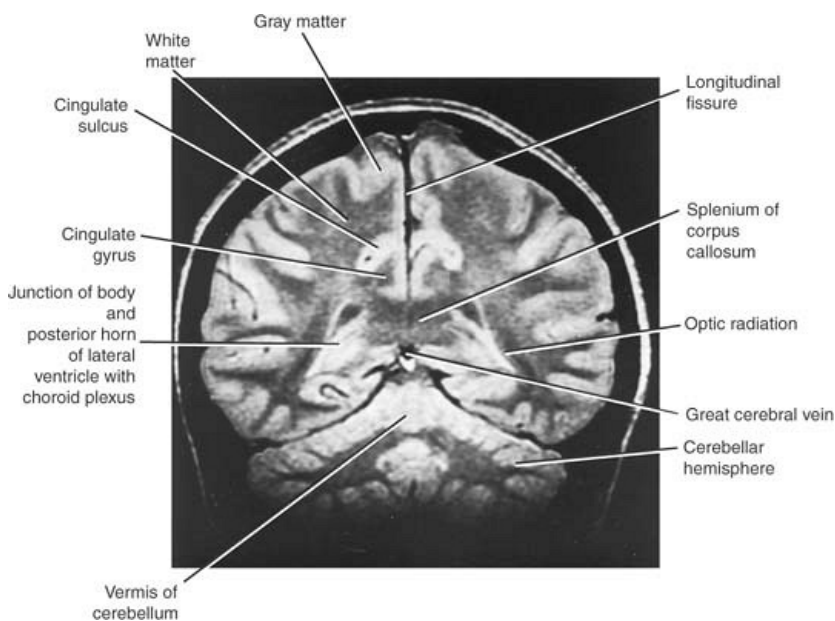 Gray matter
White
matter
Cingulate
sulcus
Cingulate
gyrus
Junction of body
and
posterior horn
of lateral
ventricle with
choroid plexus
Longitudinal
fissure
Splenium of
corpus
callosum
Optic radiation
Great cerebral vein
Cerebellar
hemisphere
Vermis of
cerebellum